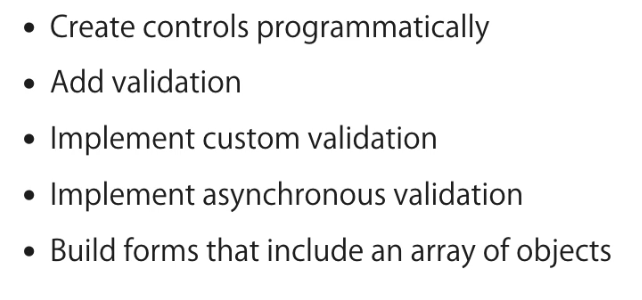 • Create controls programmatically
• Add validation
• Implement custom validation
• Implement asynchronous validation
• Build forms that include an array of objects